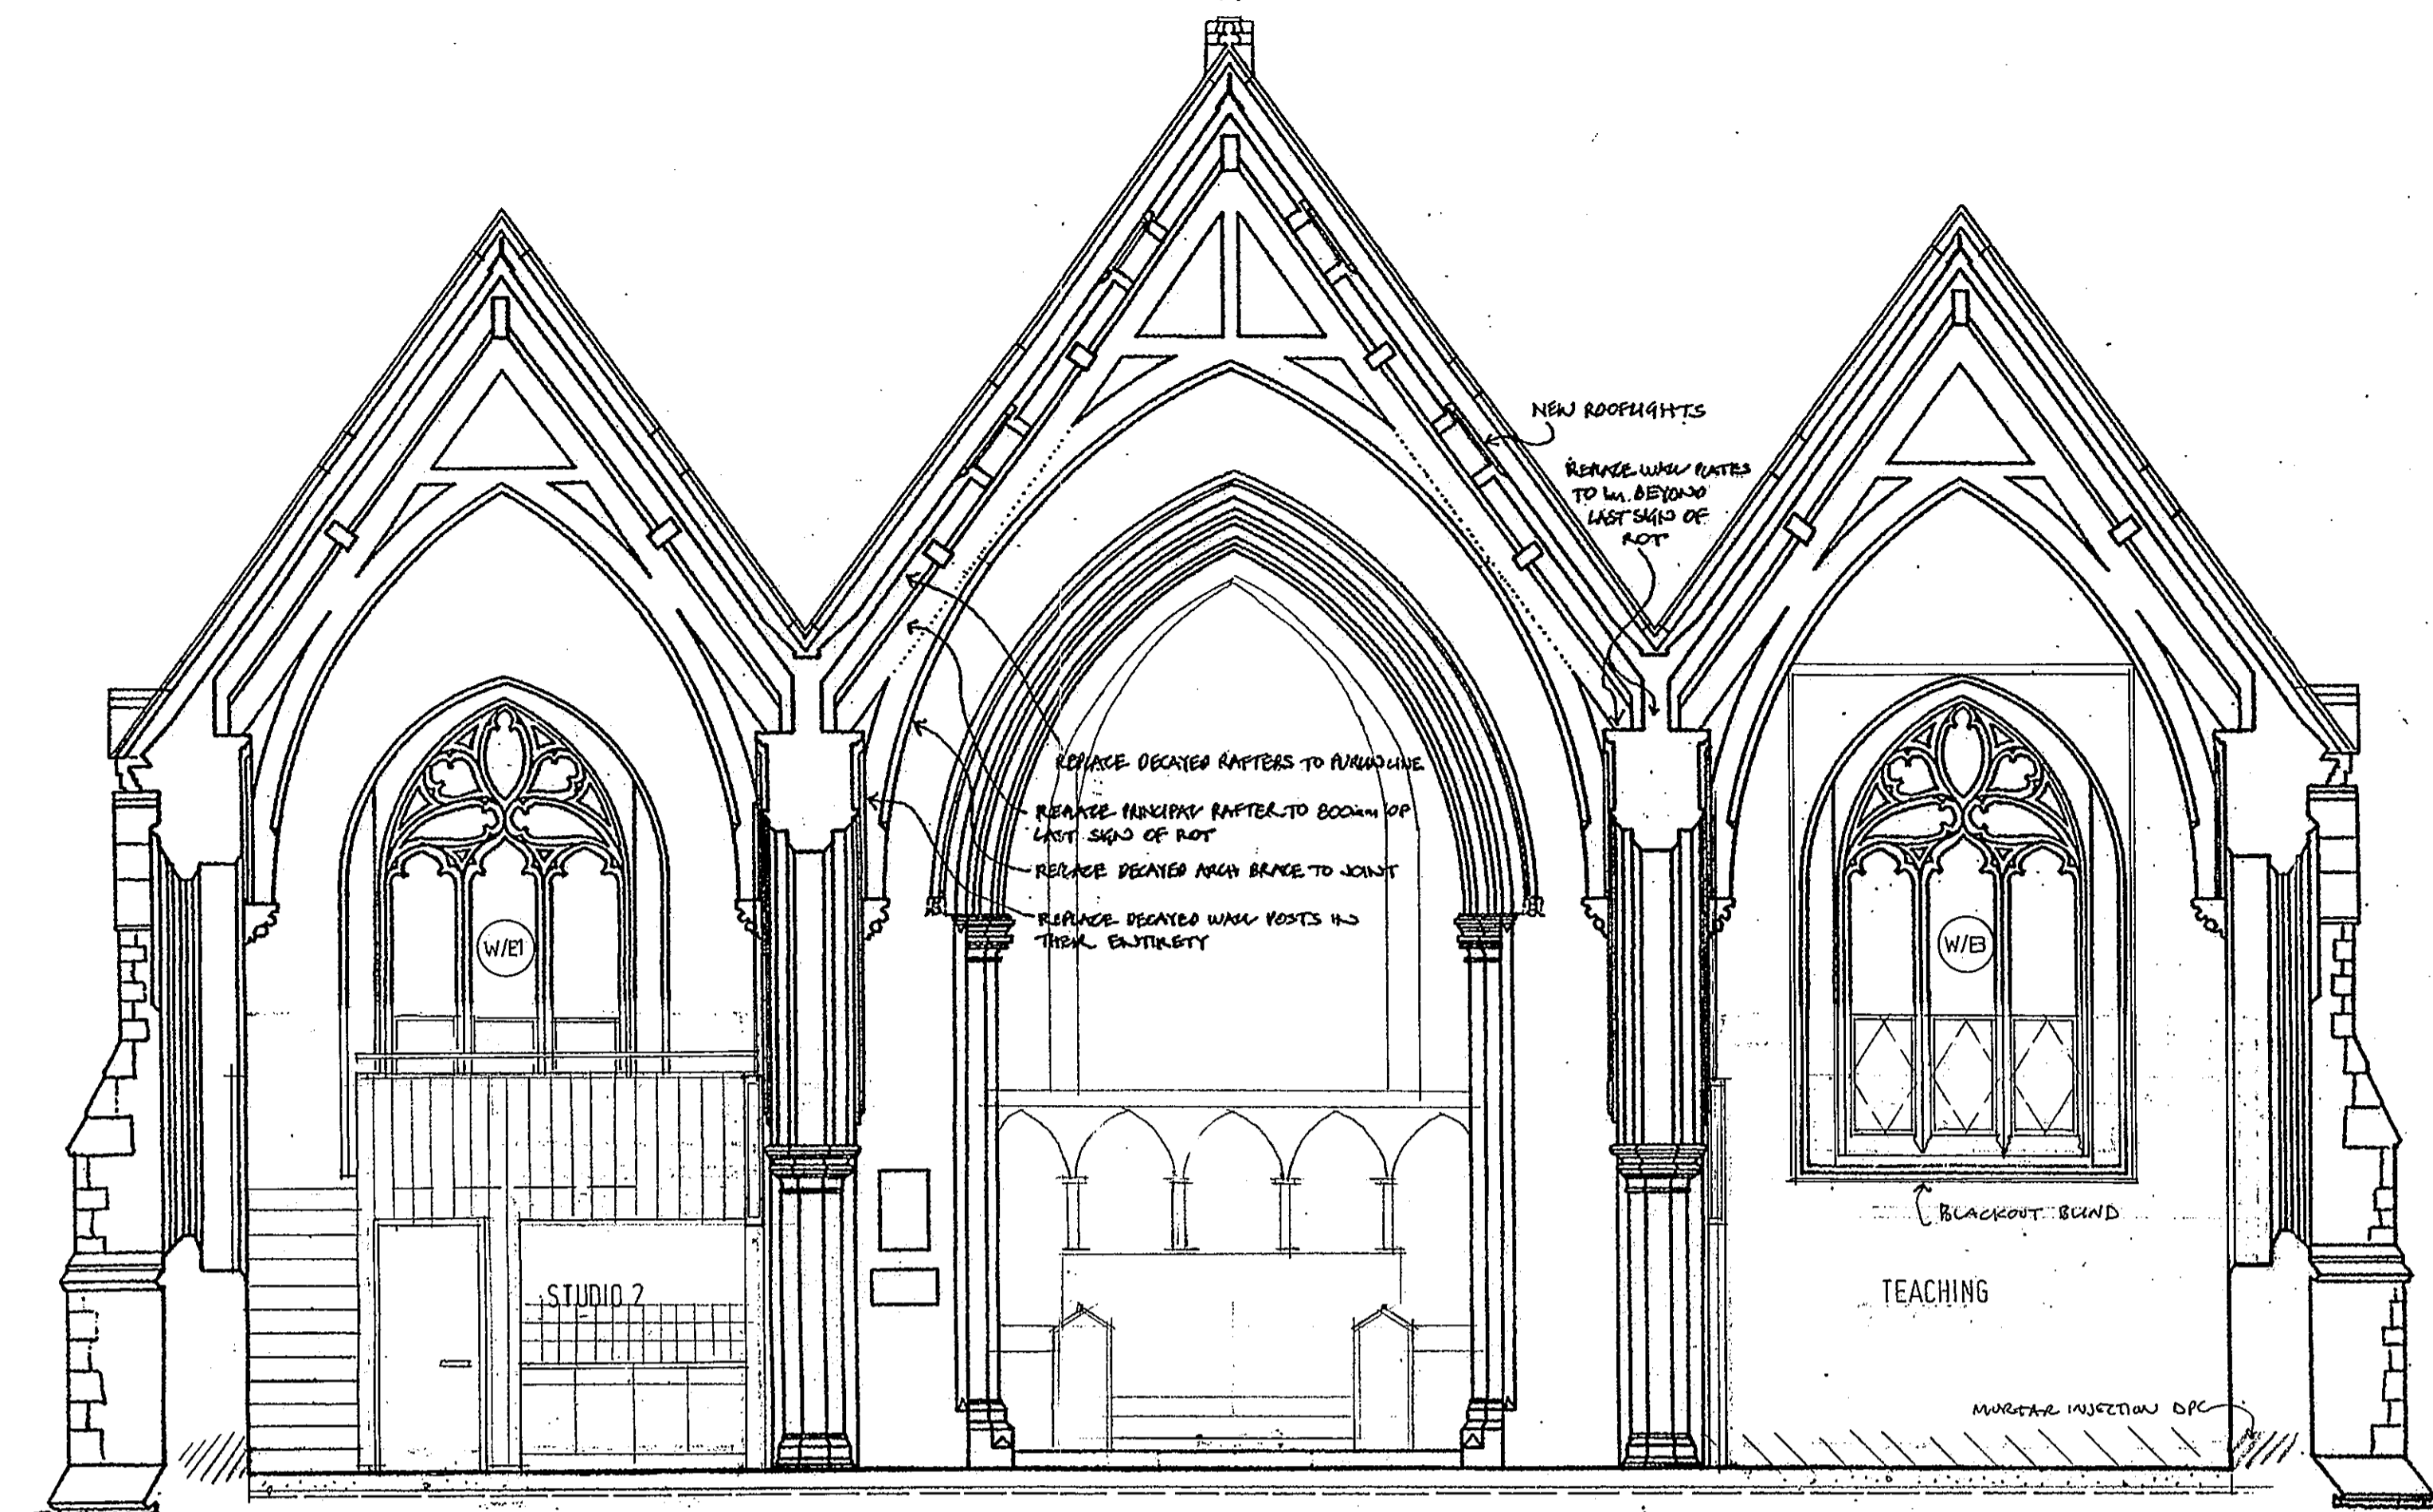 NEW ROOFLIGHTS
REPLACE WALL PLATES
TO 1m. BEYOND
LAST SIGN OF
ROT
REPLACE DECAYED RAFTERS TO PURLIN LINE
REPLACE PRINCIPAL RAFTER TO 800mm OF
LAST SIGN OF ROT
REPLACE DECAYED ARCH BRACE TO JOINT
REPLACE DECAYED WALL POSTS IN
THEIR ENTIRETY
W/E1
W/E3
BLACKOUT BLIND
STUDIO 2
TEACHING
MORTAR INJECTION DPC